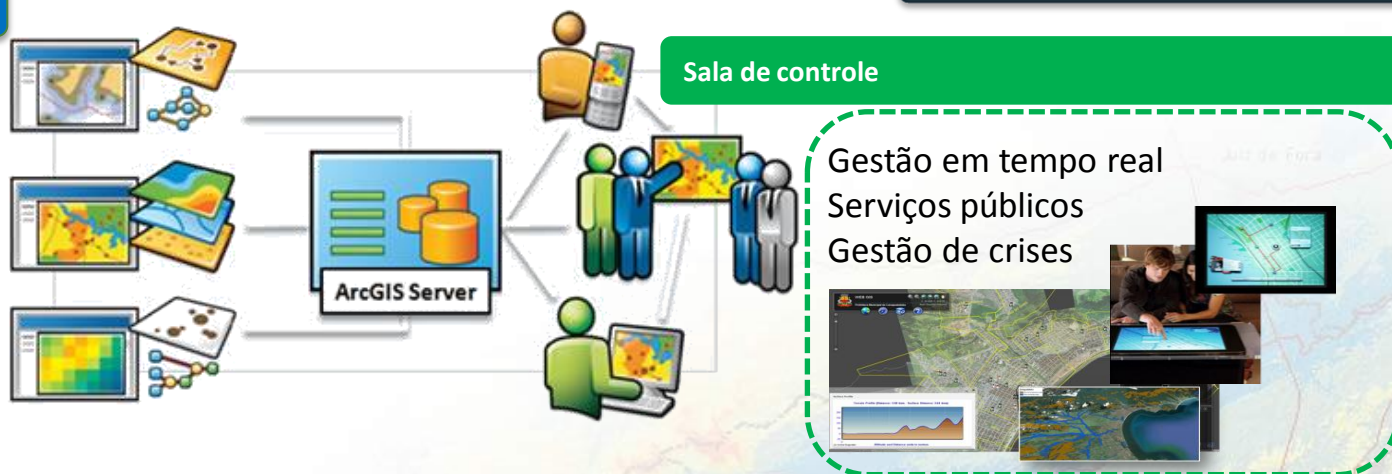 Sala de controle
Gestão em tempo real
Serviços públicos
Gestão de crises
ArcGIS Server
Juiz de Fora